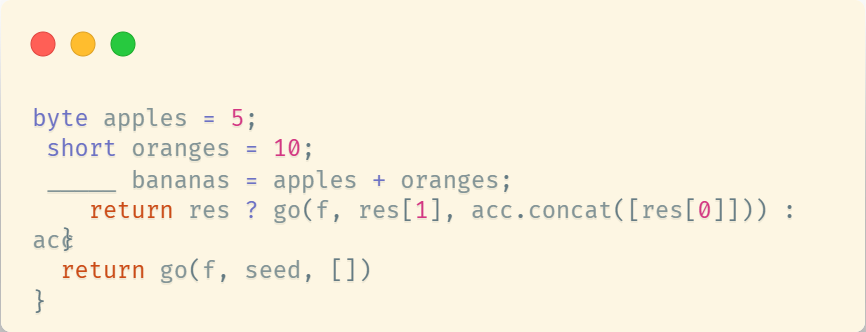 byte apples = 5;
short oranges = 10;
_____ bananas = apples + oranges;
return res ? go(f, res[1], acc.concat([res[0]])) :
acc
}
return go(f, seed, [])
}